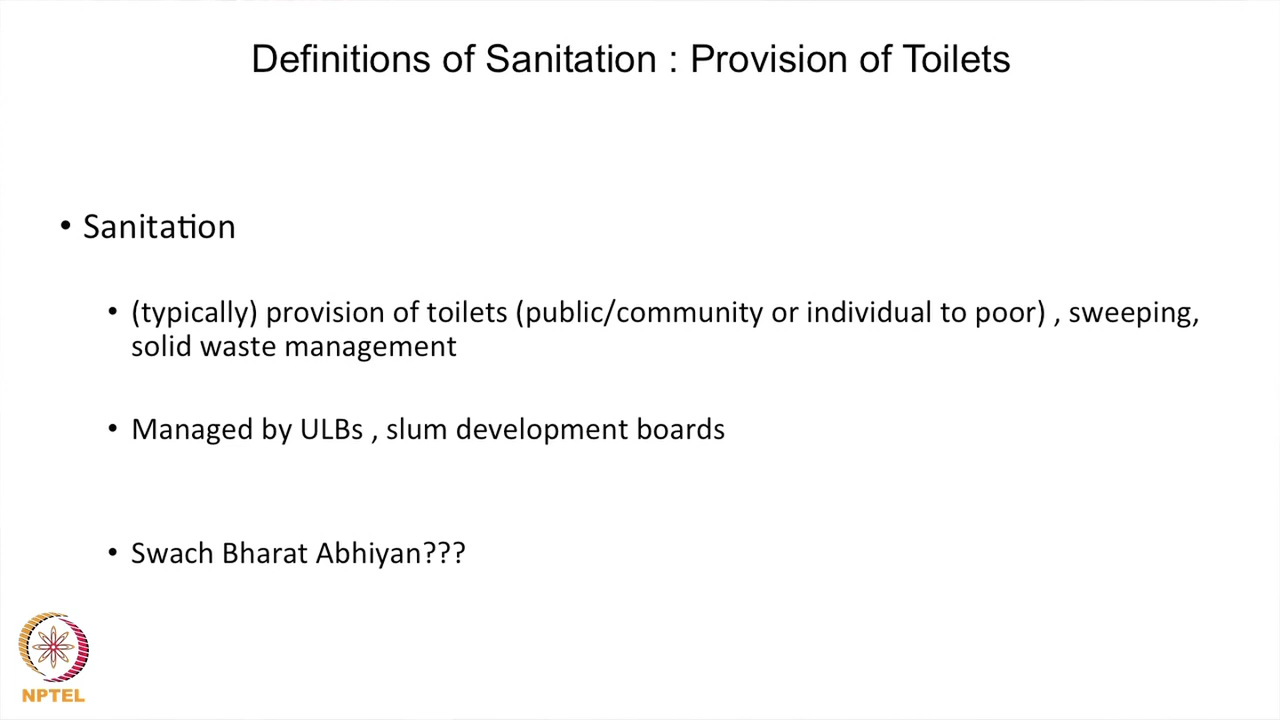 Definitions of Sanitation : Provision of Toilets
• Sanitation
• (typically) provision of toilets (public/community or individual to poor) , sweeping,
solid waste management
• Managed by ULBs , slum development boards
• Swach Bharat Abhiyan???
NPTEL